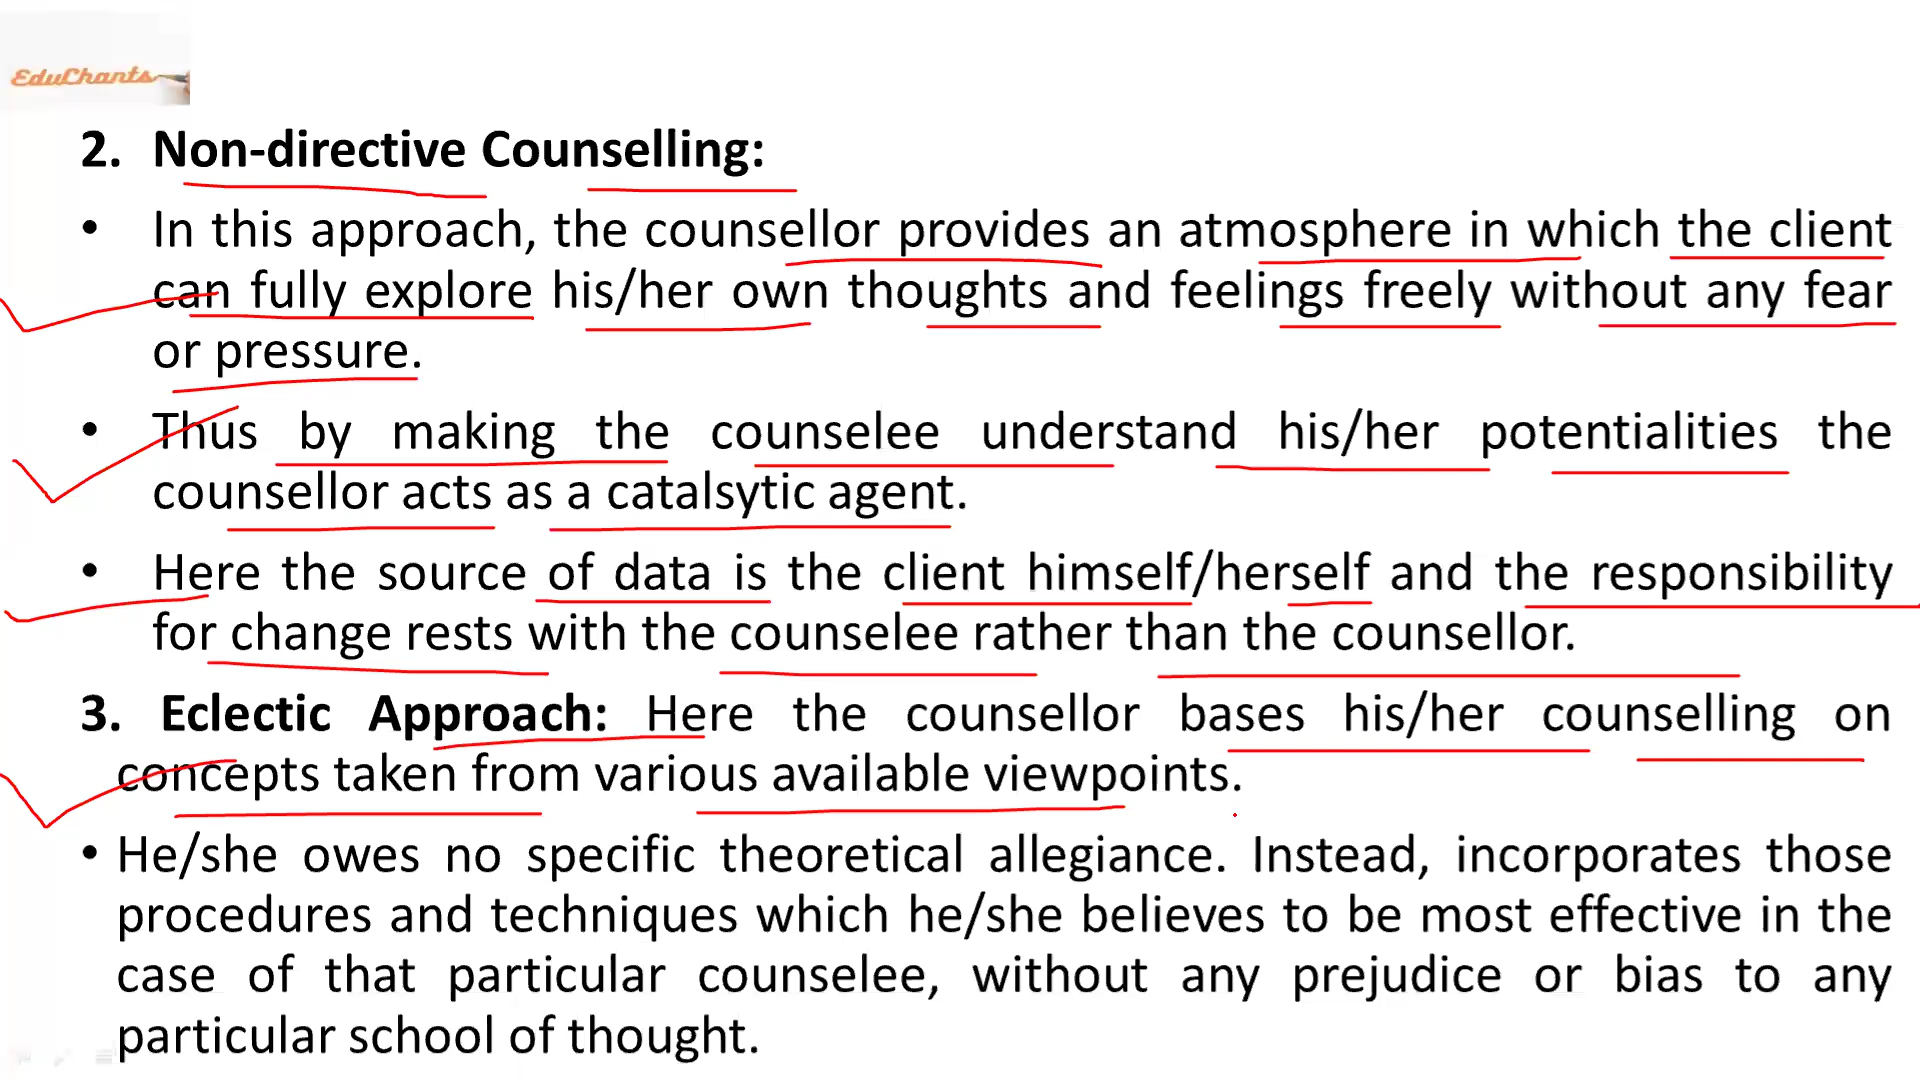 EduChants
2. Non-directive Counselling:
• In this approach, the counsellor provides an atmosphere in which the client
can fully explore his/her own thoughts and feelings freely without any fear
or pressure.
• Thus by making the counselee understand his/her potentialities the
counsellor acts as a catalsytic agent.
• Here the source of data is the client himself/herself and the responsibility
for change rests with the counselee rather than the counsellor.
3. Eclectic Approach: Here the counsellor bases his/her counselling on
concepts taken from various available viewpoints.
• He/she owes no specific theoretical allegiance. Instead, incorporates those
procedures and techniques which he/she believes to be most effective in the
case of that particular counselee, without any prejudice or bias to any
particular school of thought.